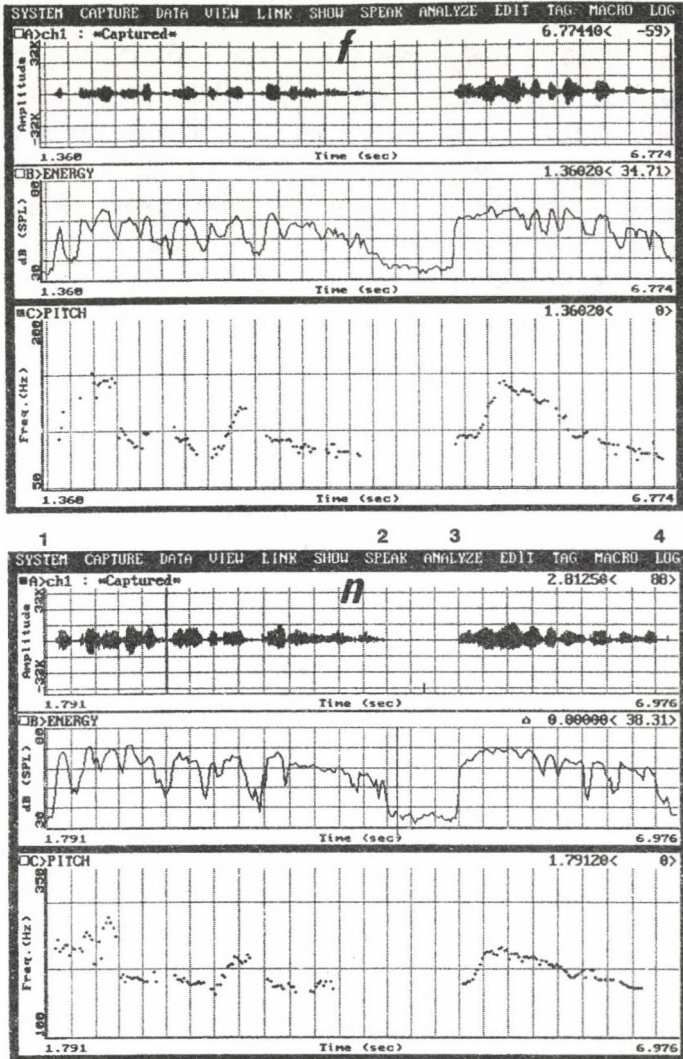 SYSTEM CAPTURE DATA VIEW LINK SHOW SPEAK ANALYZE EDIT TAG MACRO LOG
□A>ch1 : *Captured* 6.77440< -59>
f
32K
Amplitude
-32K
1.360 Time (sec) 6.774
□B>ENERGY 1.36020< 34.71>
80
dB (SPL)
30
1.360 Time (sec) 6.774
■C>PITCH 1.36020< 0>
200
Freq.(Hz)
50
1.360 Time (sec) 6.774
1 2 3 4
SYSTEM CAPTURE DATA VIEW LINK SHOW SPEAK ANALYZE EDIT TAG MACRO LOG
■A>ch1 : *Captured* 2.81250< 88>
n
32K
Amplitude
-32K
1.791 Time (sec) 6.976
□B>ENERGY 0.00000< 38.31>
80
dB (SPL)
1.791 Time (sec) 6.976
□C>PITCH 1.79120< 0>
350
Freq.(Hz)
100
1.791 Time (sec) 6.976